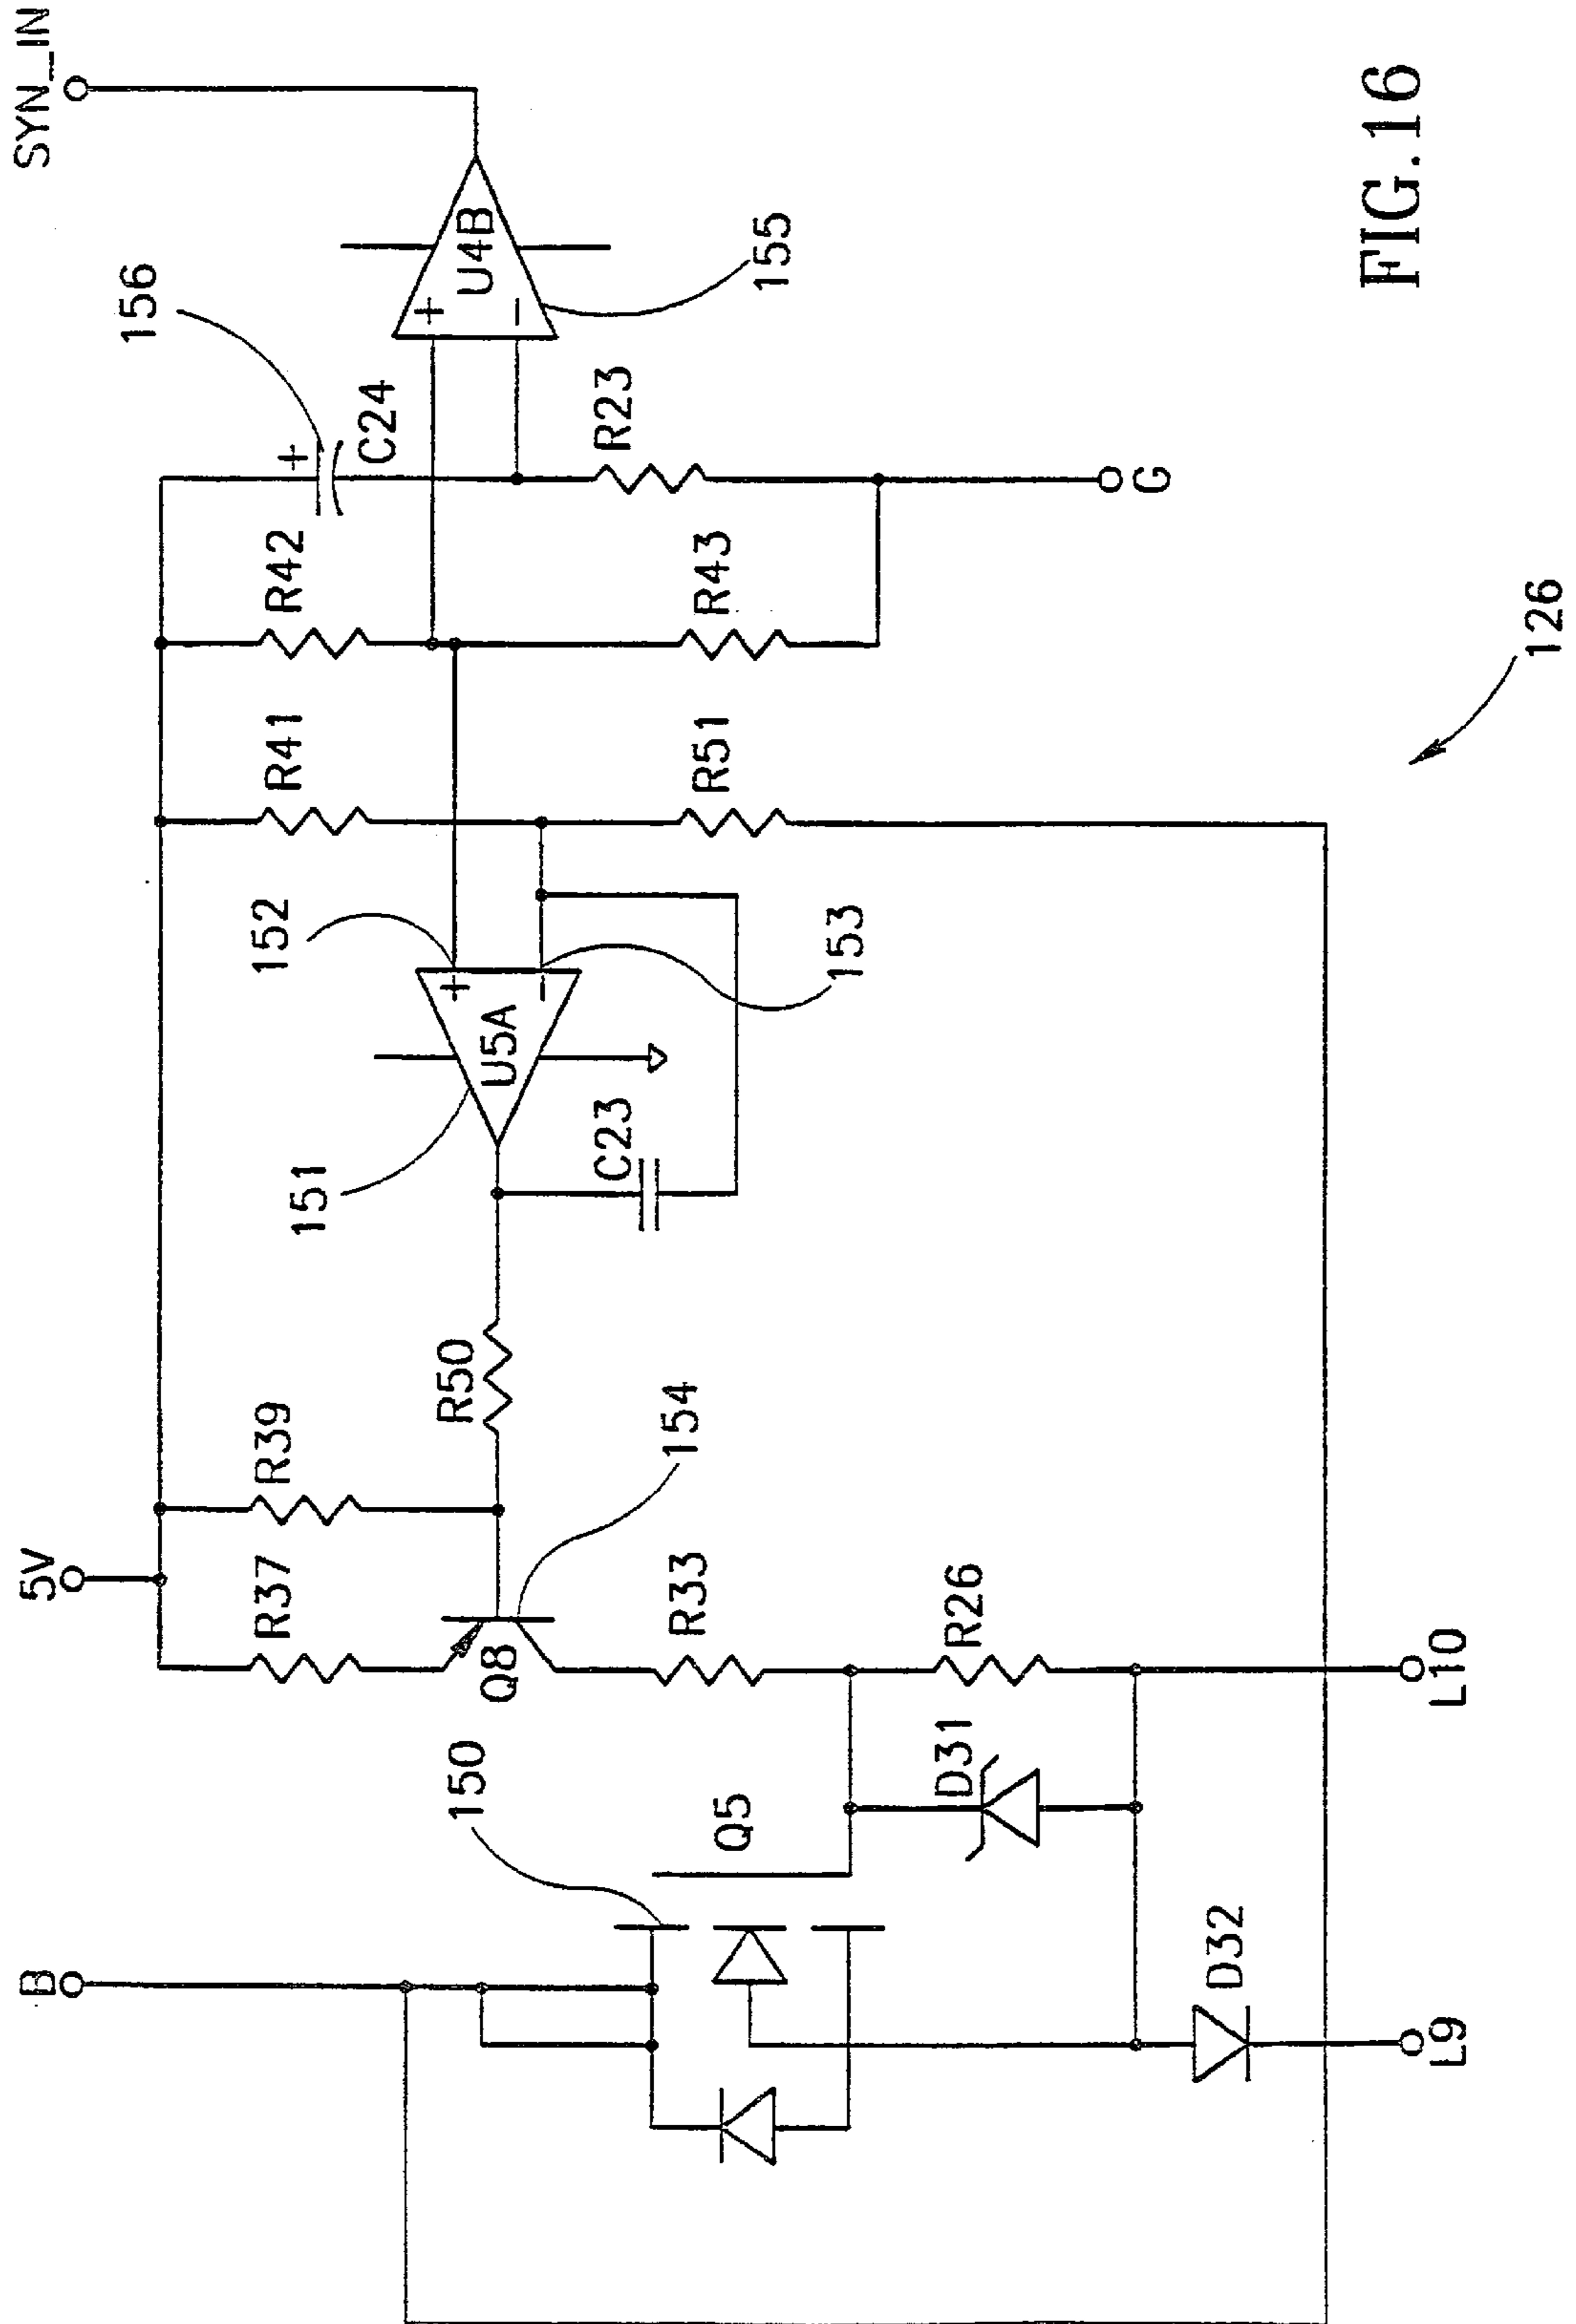 SYN_IN
5V
B
156
+
C24
U4B
+
−
155
R42
R41
R23
R43
R51
G
152
+
−
U5A
153
151
C23
R39
R37
R50
154
Q8
R33
R26
150
Q5
D31
D32
L10
L9
126
FIG.16